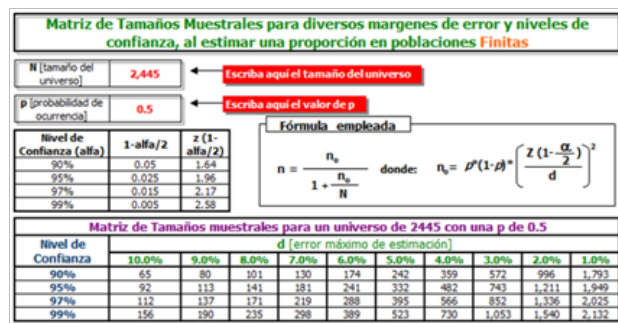 Matriz de Tamaños Muestrales para diversos margenes de error y niveles de
confianza, al estimar una proporción en poblaciones Finitas
N [tamaño del
universo]
2,445
Escriba aquí el tamaño del universo
p [probabilidad de
ocurrencia]
0.5
Escriba aquí el valor de p
Nivel de
Confianza (alfa) 1-alfa/2 z (1-
alfa/2)
90% 0.05 1.64
95% 0.025 1.96
97% 0.015 2.17
99% 0.005 2.58
Fórmula empleada
n = n₀ / (1 + n₀/N) donde: n₀= p*(1-p)* (Z (1-α/2) / d)²
Matriz de Tamaños muestrales para un universo de 2445 con una p de 0.5
Nivel de
Confianza
d [error máximo de estimación]
10.0% 9.0% 8.0% 7.0% 6.0% 5.0% 4.0% 3.0% 2.0% 1.0%
90% 65 80 101 130 174 242 359 572 996 1,793
95% 92 113 141 181 241 332 482 743 1,211 1,949
97% 112 137 171 219 288 395 566 852 1,336 2,025
99% 156 190 235 298 389 523 730 1,053 1,540 2,132